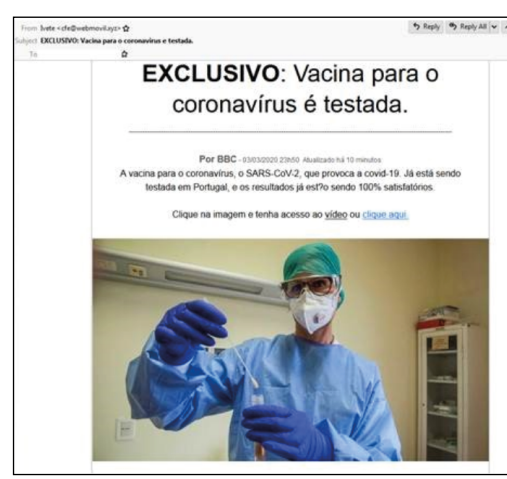 From Ivete <cfe@webmovil.xyz>
Reply Reply All
Subject EXCLUSIVO: Vacina para o coronavírus e testada.
To
EXCLUSIVO: Vacina para o
coronavírus é testada.
Por BBC - 03/03/2020 23h50 Atualizado há 10 minutos
A vacina para o coronavírus, o SARS-CoV-2, que provoca a covid-19. Já está sendo
testada em Portugal, e os resultados já est?o sendo 100% satisfatórios.
Clique na imagem e tenha acesso ao vídeo ou clique aqui.